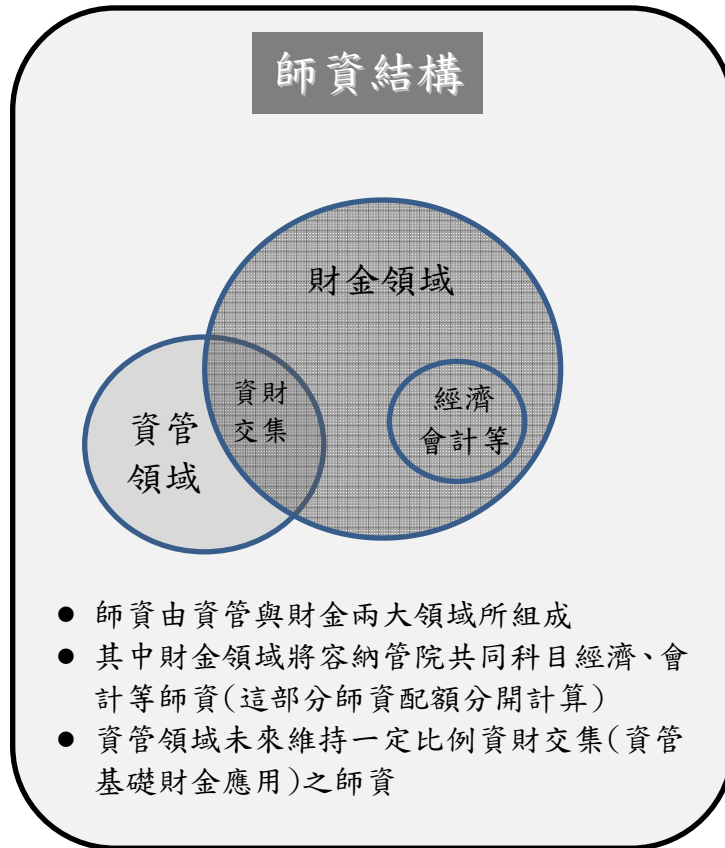 師資結構
財金領域
資財
交集
經濟
會計等
資管
領域
● 師資由資管與財金兩大領域所組成
● 其中財金領域將容納管院共同科目經濟、會
計等師資(這部分師資配額分開計算)
● 資管領域未來維持一定比例資財交集(資管
基礎財金應用)之師資